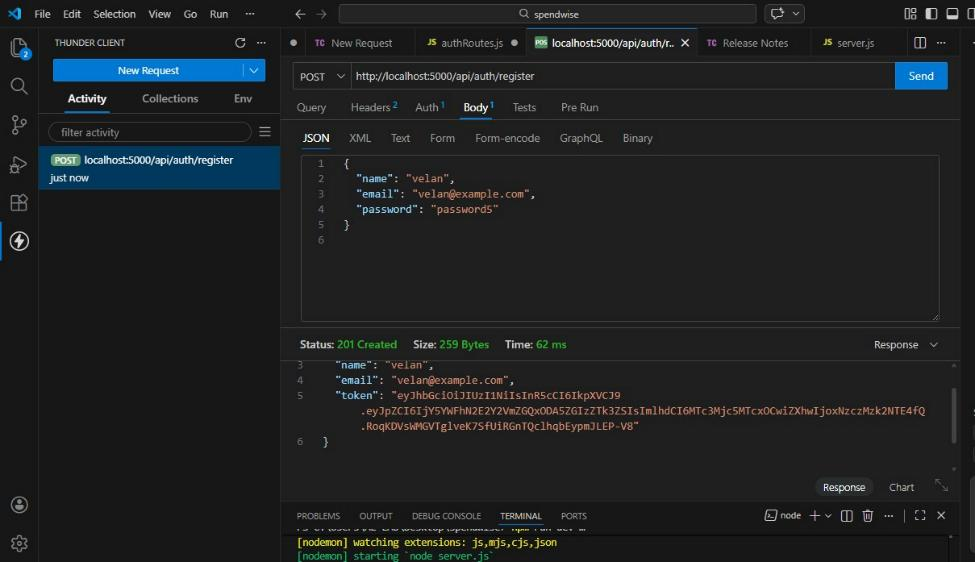 File Edit Selection View Go Run ··· spendwise
THUNDER CLIENT
New Request
Activity Collections Env
filter activity
POST localhost:5000/api/auth/register
just now
2
TC New Request JS authRoutes.js POS localhost:5000/api/auth/r.. TC Release Notes JS server.js
POST http://localhost:5000/api/auth/register Send
Query Headers 2 Auth 1 Body 1 Tests Pre Run
JSON XML Text Form Form-encode GraphQL Binary
1 {
2 "name": "velan",
3 "email": "velan@example.com",
4 "password": "password5"
5 }
6
Status: 201 Created Size: 259 Bytes Time: 62 ms Response
3 "name": "velan",
4 "email": "velan@example.com",
5 "token": "eyJhbGciOiJIUzI1NiIsInR5cCI6IkpXVCJ9
.eyJpZCI6IjY5YWFhN2E2Y2VmZGQxODA5ZGIzZTk3ZSIsImlhdCI6MTc3Mjc5MTcxOCwiZXhwIjoxNzczMzk2NTE4fQ
.RoqKDVsWMGVTglveK7SfUiRGnTQclhqbEypmJLEP-V8"
6 }
Response Chart
PROBLEMS OUTPUT DEBUG CONSOLE TERMINAL PORTS node
[nodemon] watching extensions: js,mjs,cjs,json
[nodemon] starting `node server.js`